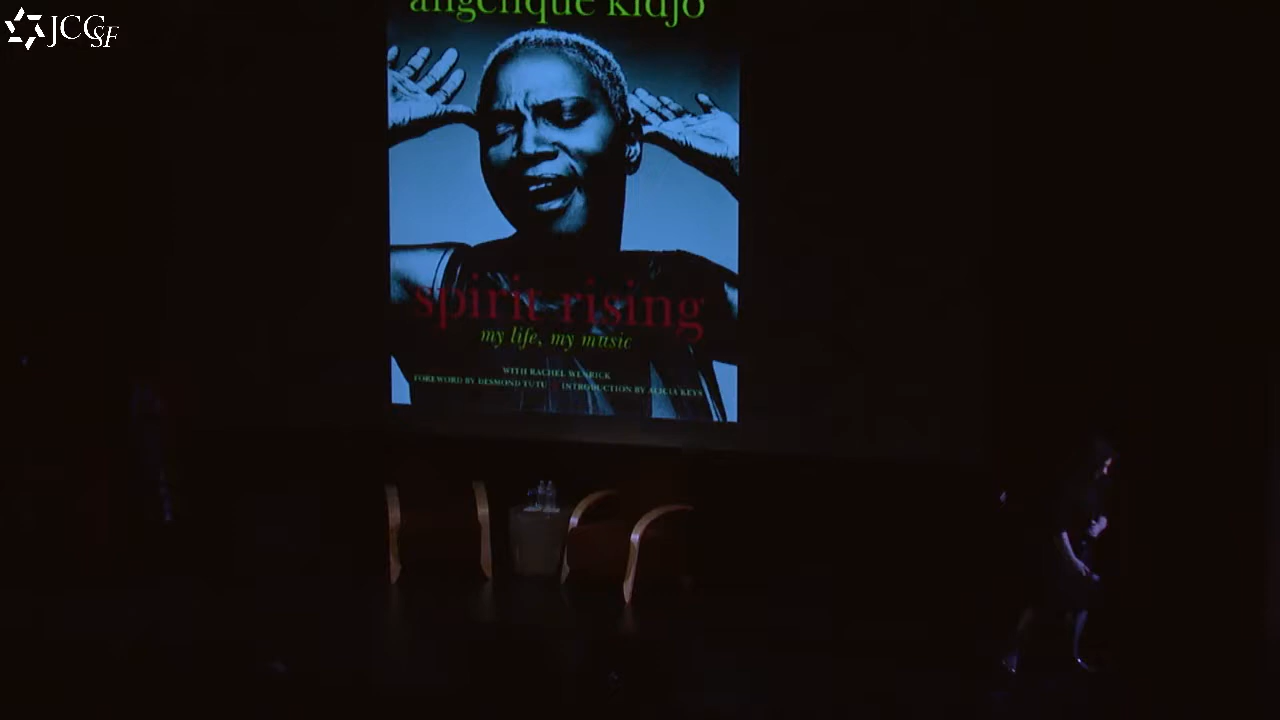 JCCSF
angelique kidjo
spirit rising
my life, my music
WITH RACHEL WENRICK
FOREWORD BY DESMOND TUTU INTRODUCTION BY ALICIA KEYS